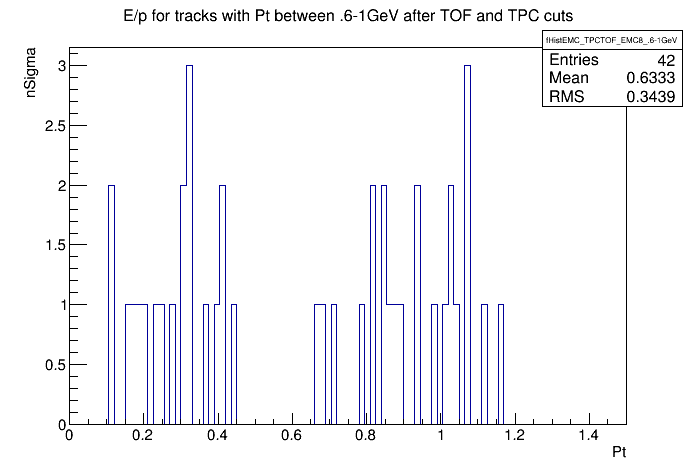 E/p for tracks with Pt between .6-1GeV after TOF and TPC cuts
fHistEMC_TPCTOF_EMC8_.6-1GeV
Entries 42
Mean 0.6333
RMS 0.3439
nSigma
3
2.5
2
1.5
1
0.5
0
0 0.2 0.4 0.6 0.8 1 1.2 1.4
Pt